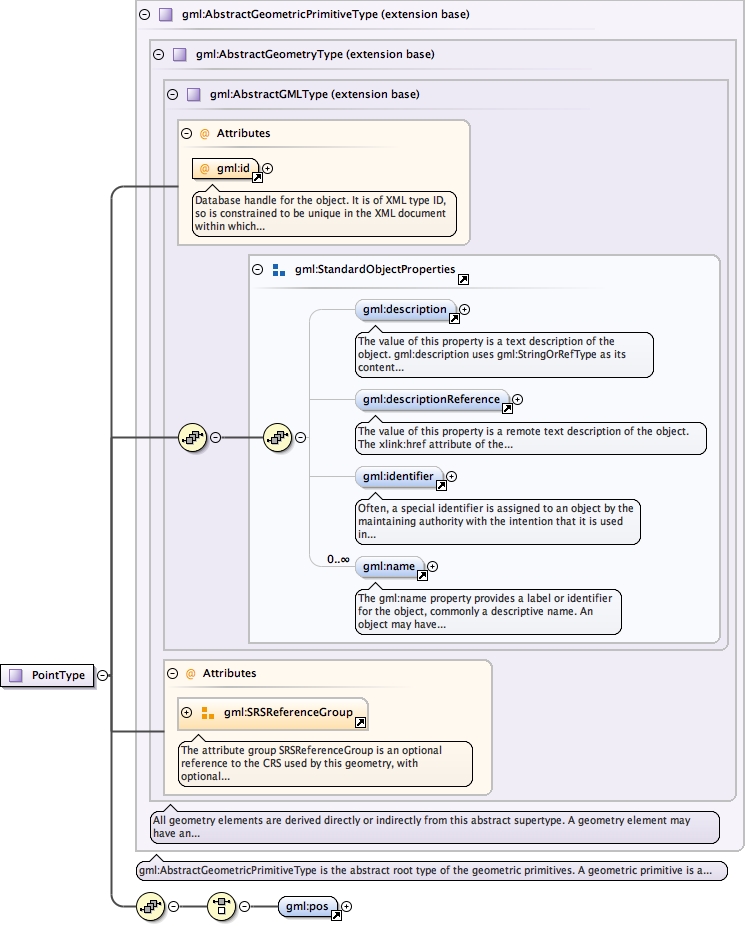 gml:AbstractGeometricPrimitiveType (extension base)
gml:AbstractGeometryType (extension base)
gml:AbstractGMLType (extension base)
@ Attributes
@ gml:id
Database handle for the object. It is of XML type ID,
so is constrained to be unique in the XML document
within which...
gml:StandardObjectProperties
gml:description
The value of this property is a text description of the
object. gml:description uses gml:StringOrRefType as its
content...
gml:descriptionReference
The value of this property is a remote text description of the object.
The xlink:href attribute of the...
gml:identifier
Often, a special identifier is assigned to an object by the
maintaining authority with the intention that it is used
in...
0..∞
gml:name
The gml:name property provides a label or identifier
for the object, commonly a descriptive name. An
object may have...
PointType
@ Attributes
gml:SRSReferenceGroup
The attribute group SRSReferenceGroup is an optional
reference to the CRS used by this geometry, with
optional...
All geometry elements are derived directly or indirectly from this abstract supertype. A geometry element may
have an...
gml:AbstractGeometricPrimitiveType is the abstract root type of the geometric primitives. A geometric primitive is a...
gml:pos